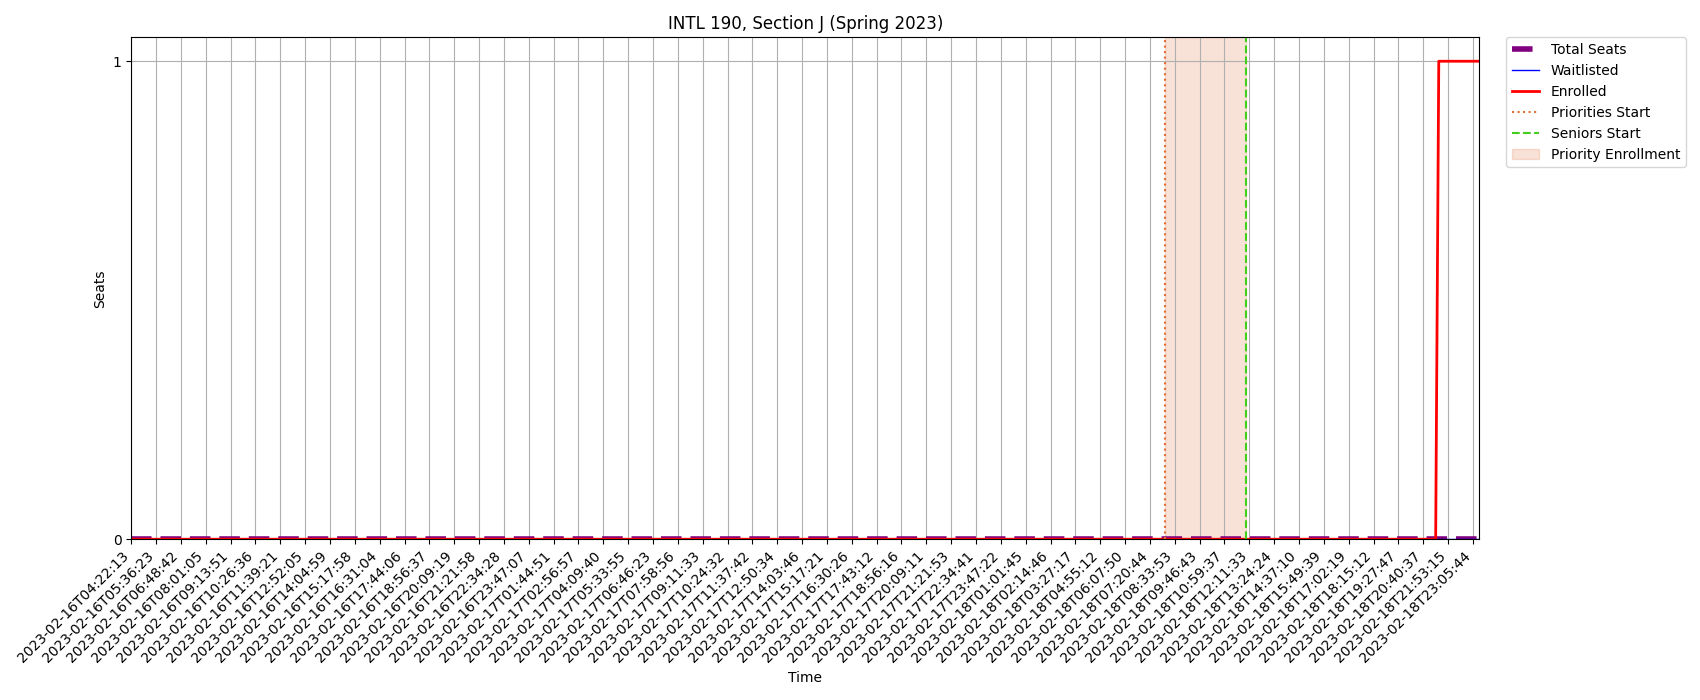 INTL 190, Section J (Spring 2023)
Total Seats
Waitlisted
Enrolled
Priorities Start
Seniors Start
Priority Enrollment
Seats
1
0
2023-02-16T04:22:13
2023-02-16T05:36:23
2023-02-16T06:48:42
2023-02-16T08:01:05
2023-02-16T09:13:51
2023-02-16T10:26:36
2023-02-16T11:39:21
2023-02-16T12:52:05
2023-02-16T14:04:59
2023-02-16T15:17:58
2023-02-16T16:31:04
2023-02-16T17:44:06
2023-02-16T18:56:37
2023-02-16T20:09:19
2023-02-16T21:21:58
2023-02-16T22:34:28
2023-02-16T23:47:07
2023-02-17T01:44:51
2023-02-17T02:56:57
2023-02-17T04:09:40
2023-02-17T05:33:55
2023-02-17T06:46:23
2023-02-17T07:58:56
2023-02-17T09:11:33
2023-02-17T10:24:32
2023-02-17T11:37:42
2023-02-17T12:50:34
2023-02-17T14:03:46
2023-02-17T15:17:21
2023-02-17T16:30:26
2023-02-17T17:43:12
2023-02-17T18:56:16
2023-02-17T20:09:11
2023-02-17T21:21:53
2023-02-17T22:34:41
2023-02-17T23:47:22
2023-02-18T01:01:45
2023-02-18T02:14:46
2023-02-18T03:27:17
2023-02-18T04:55:12
2023-02-18T06:07:50
2023-02-18T07:20:44
2023-02-18T08:33:53
2023-02-18T09:46:43
2023-02-18T10:59:37
2023-02-18T12:11:33
2023-02-18T13:24:24
2023-02-18T14:37:10
2023-02-18T15:49:39
2023-02-18T17:02:19
2023-02-18T18:15:12
2023-02-18T19:27:47
2023-02-18T20:40:37
2023-02-18T21:53:15
2023-02-18T23:05:44
Time